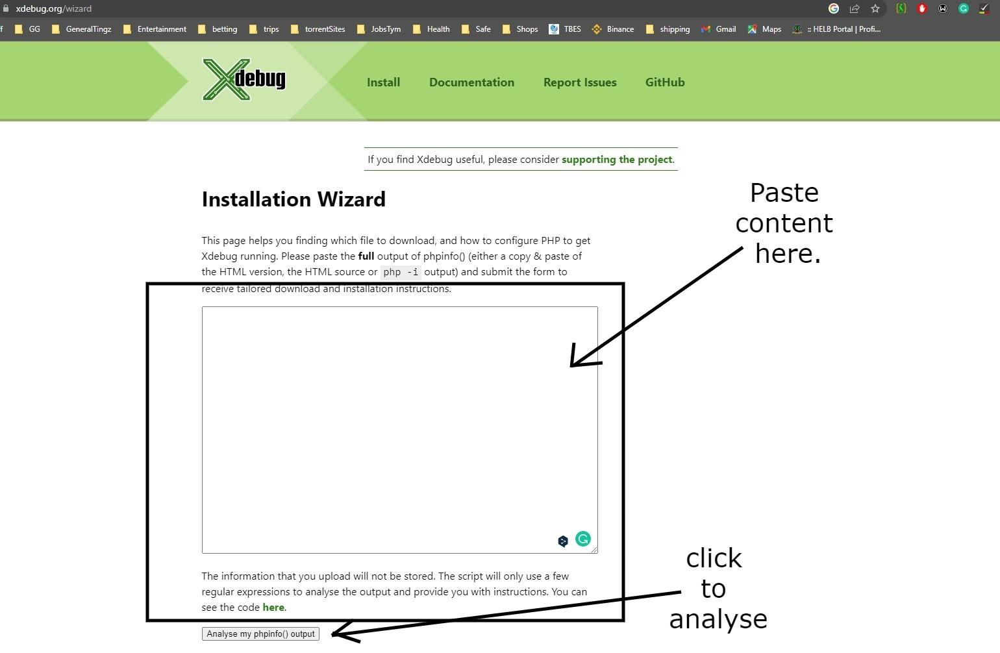 xdebug.org/wizard
GG GeneralTingz Entertainment betting trips torrentSites JobsTym Health Safe Shops TBES Binance shipping Gmail Maps :: HELB Portal | Profi...
Xdebug
Install Documentation Report Issues GitHub
If you find Xdebug useful, please consider supporting the project.
Installation Wizard
This page helps you finding which file to download, and how to configure PHP to get
Xdebug running. Please paste the full output of phpinfo() (either a copy & paste of
the HTML version, the HTML source or php -i output) and submit the form to
receive tailored download and installation instructions.
Paste
content
here.
The information that you upload will not be stored. The script will only use a few
regular expressions to analyse the output and provide you with instructions. You can
see the code here.
Analyse my phpinfo() output
click
to
analyse